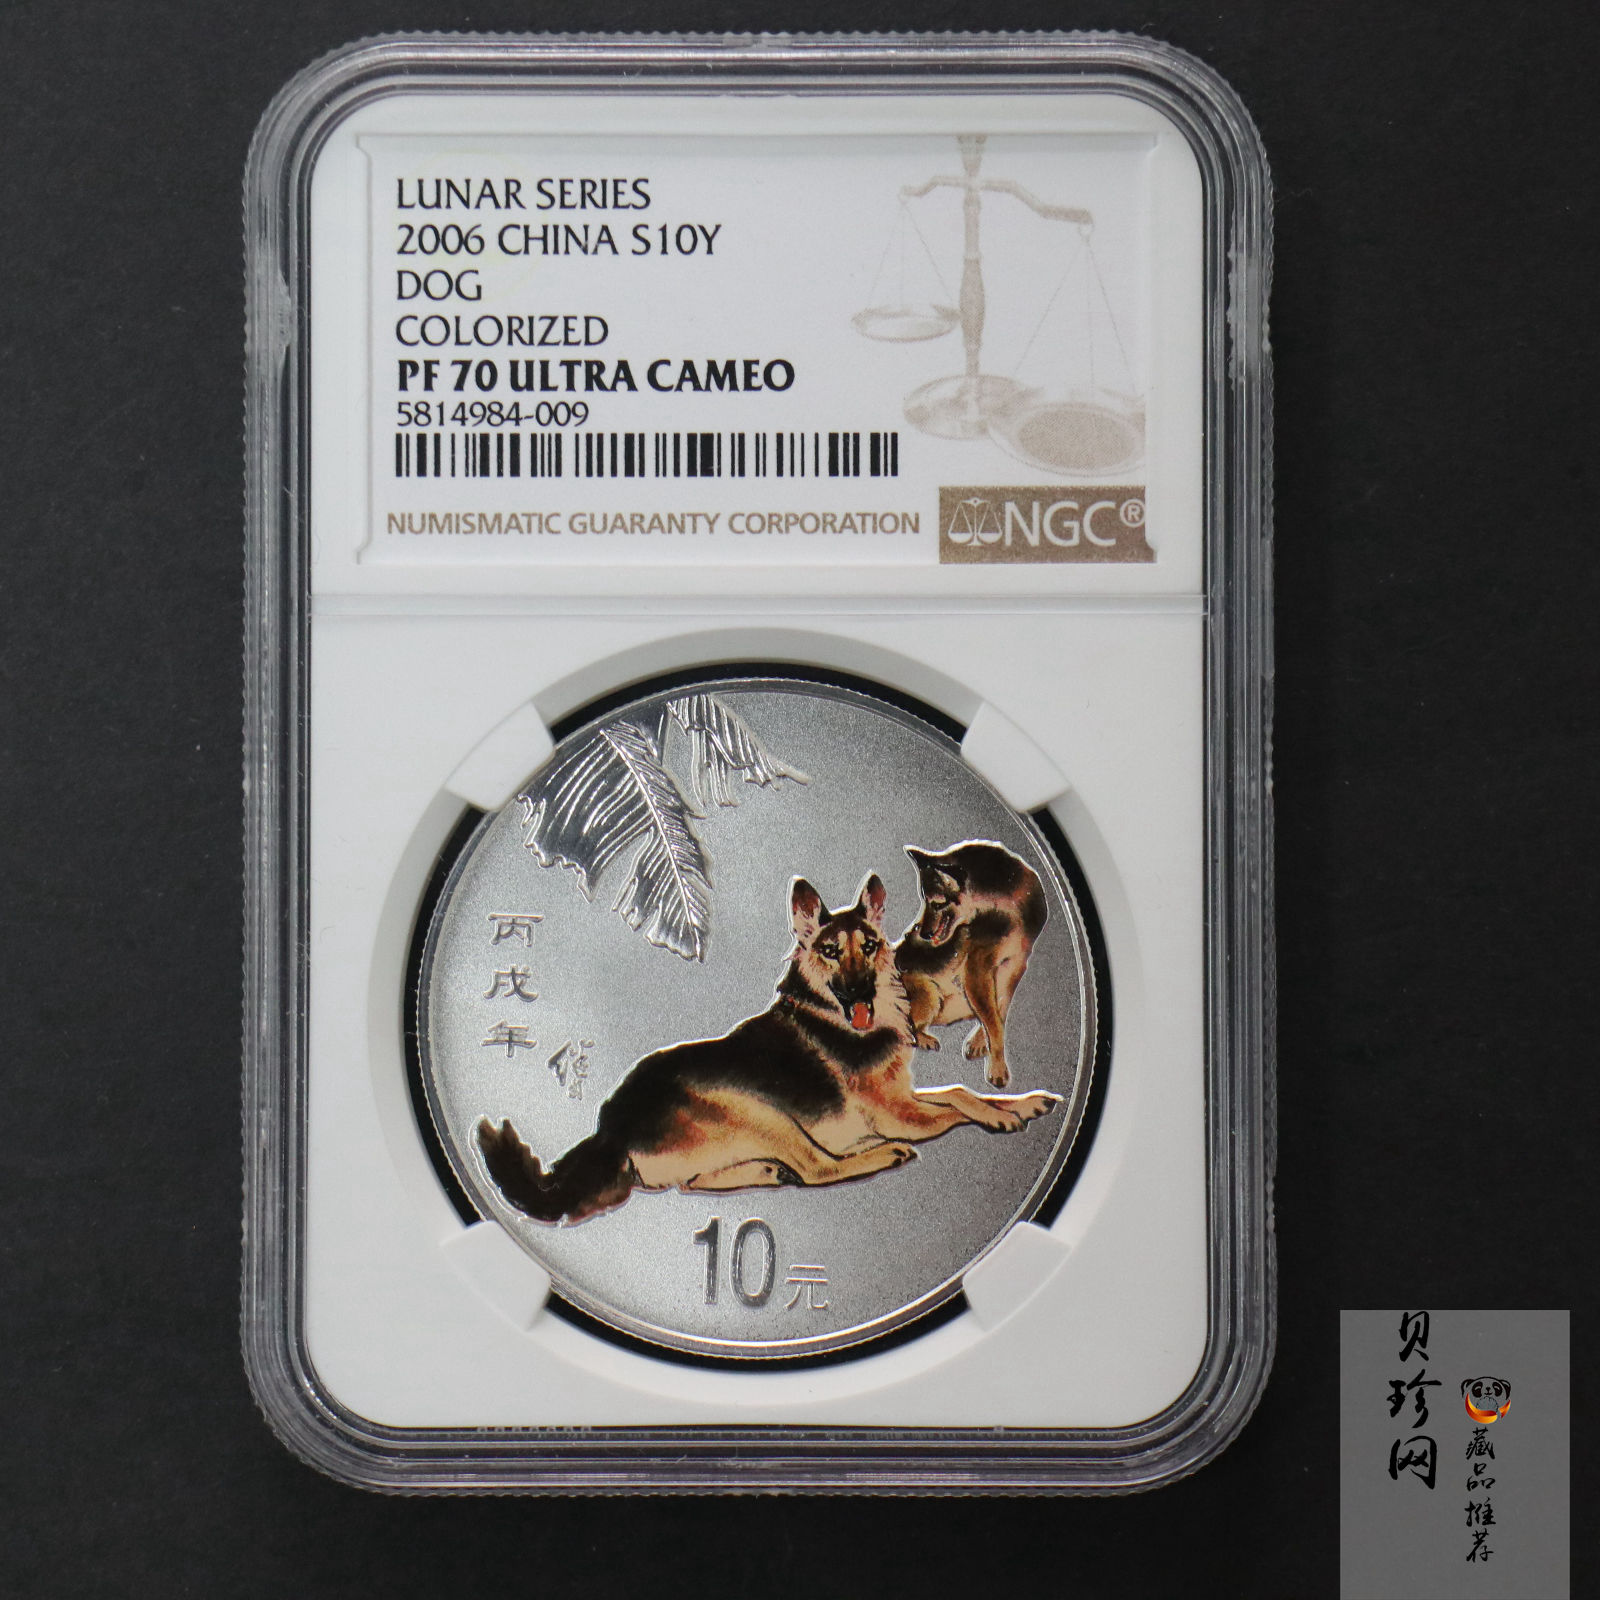 LUNAR SERIES
2006 CHINA S10Y
DOG
COLORIZED
PF 70 ULTRA CAMEO
5814984-009
NUMISMATIC GUARANTY CORPORATION
NGC®
丙戌年
10元
贝珍网
藏品推荐